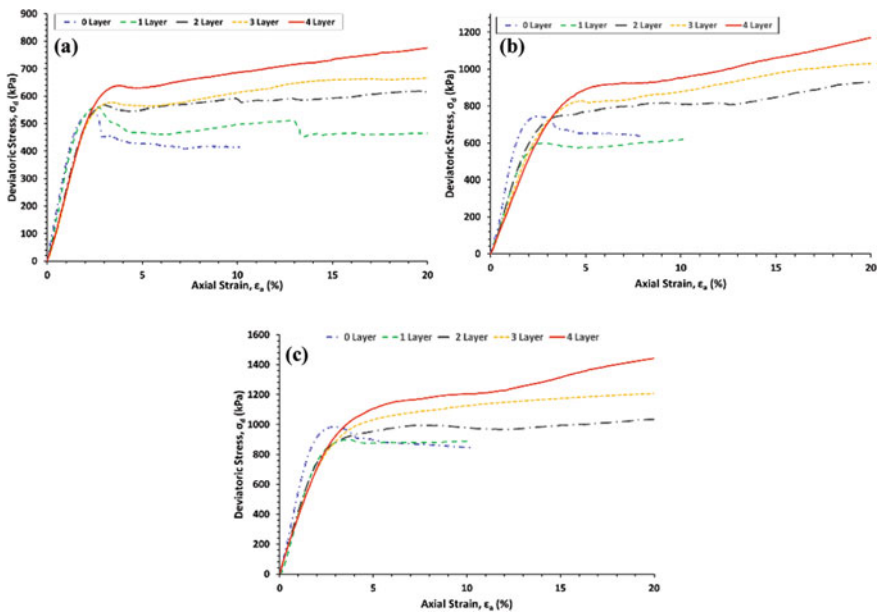 0 Layer 1 Layer 2 Layer 3 Layer 4 Layer
(a)
900
800
700
600
500
400
300
200
100
0
Deviatoric Stress, σd (kPa)
0 5 10 15 20
Axial Strain, εa (%)
0 Layer 1 Layer 2 Layer 3 Layer 4 Layer
(b)
1200
1000
800
600
400
200
0
Deviatoric Stress, σd (kPa)
0 5 10 15 20
Axial Strain, εa (%)
0 Layer 1 Layer 2 Layer 3 Layer 4 Layer
(c)
1600
1400
1200
1000
800
600
400
200
0
Deviatoric Stress, σd (kPa)
0 5 10 15 20
Axial Strain, εa (%)